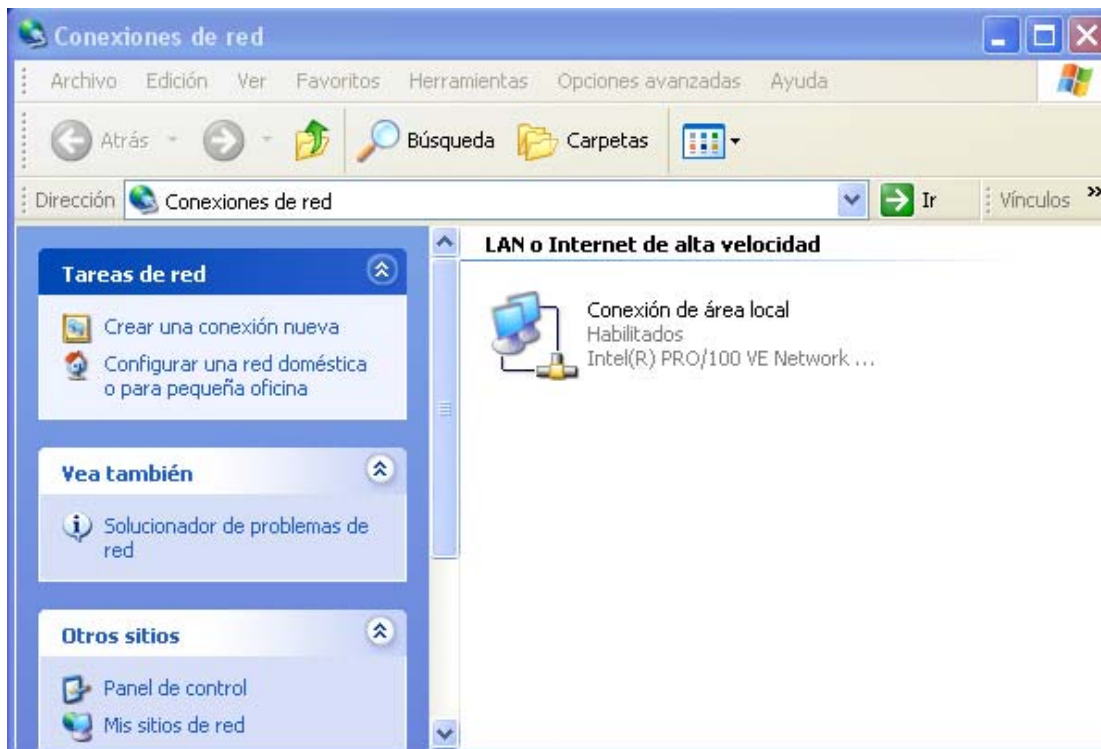 Conexiones de red
Archivo Edición Ver Favoritos Herramientas Opciones avanzadas Ayuda
Atrás Búsqueda Carpetas
Dirección Conexiones de red Ir Vínculos »
Tareas de red
Crear una conexión nueva
Configurar una red doméstica
o para pequeña oficina
Vea también
Solucionador de problemas de
red
Otros sitios
Panel de control
Mis sitios de red
LAN o Internet de alta velocidad
Conexión de área local
Habilitados
Intel(R) PRO/100 VE Network ...